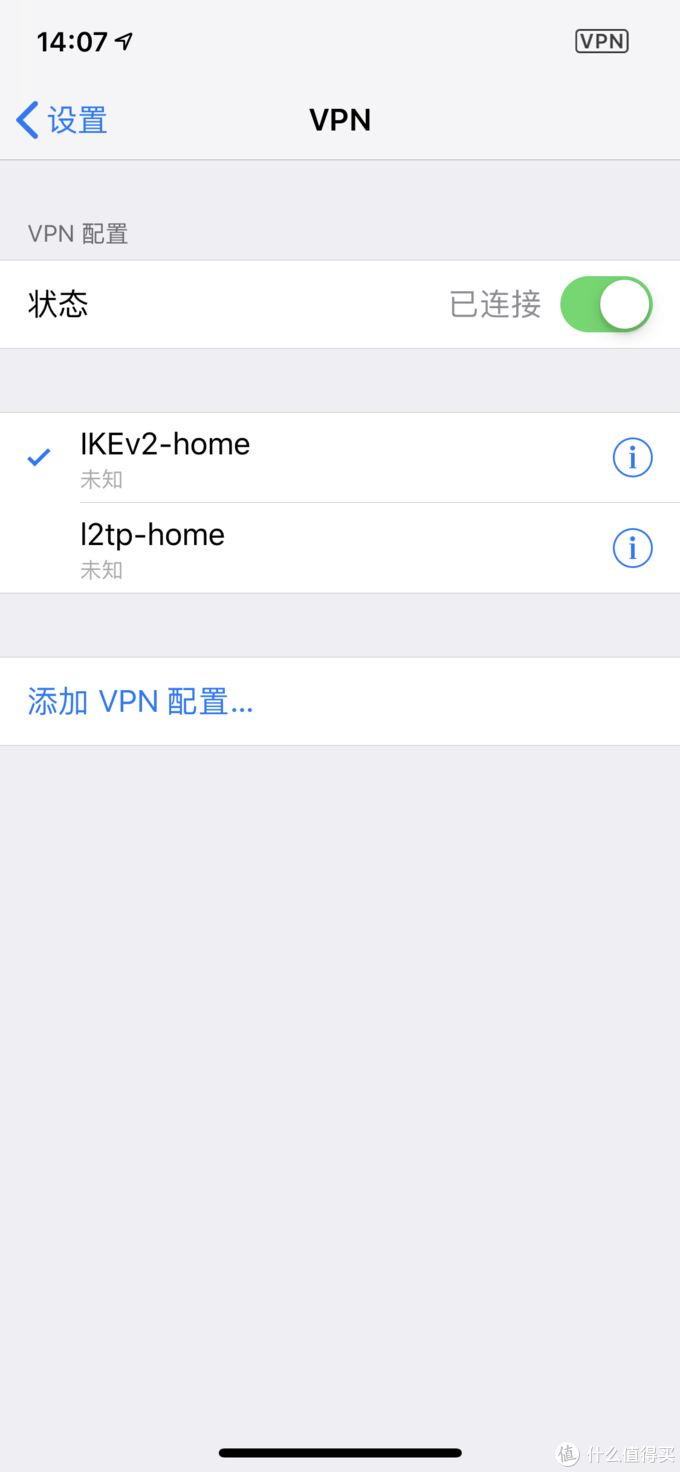 14:07
VPN
设置
VPN
VPN 配置
状态
已连接
IKEv2-home
未知
l2tp-home
未知
添加 VPN 配置...
值 什么值得买